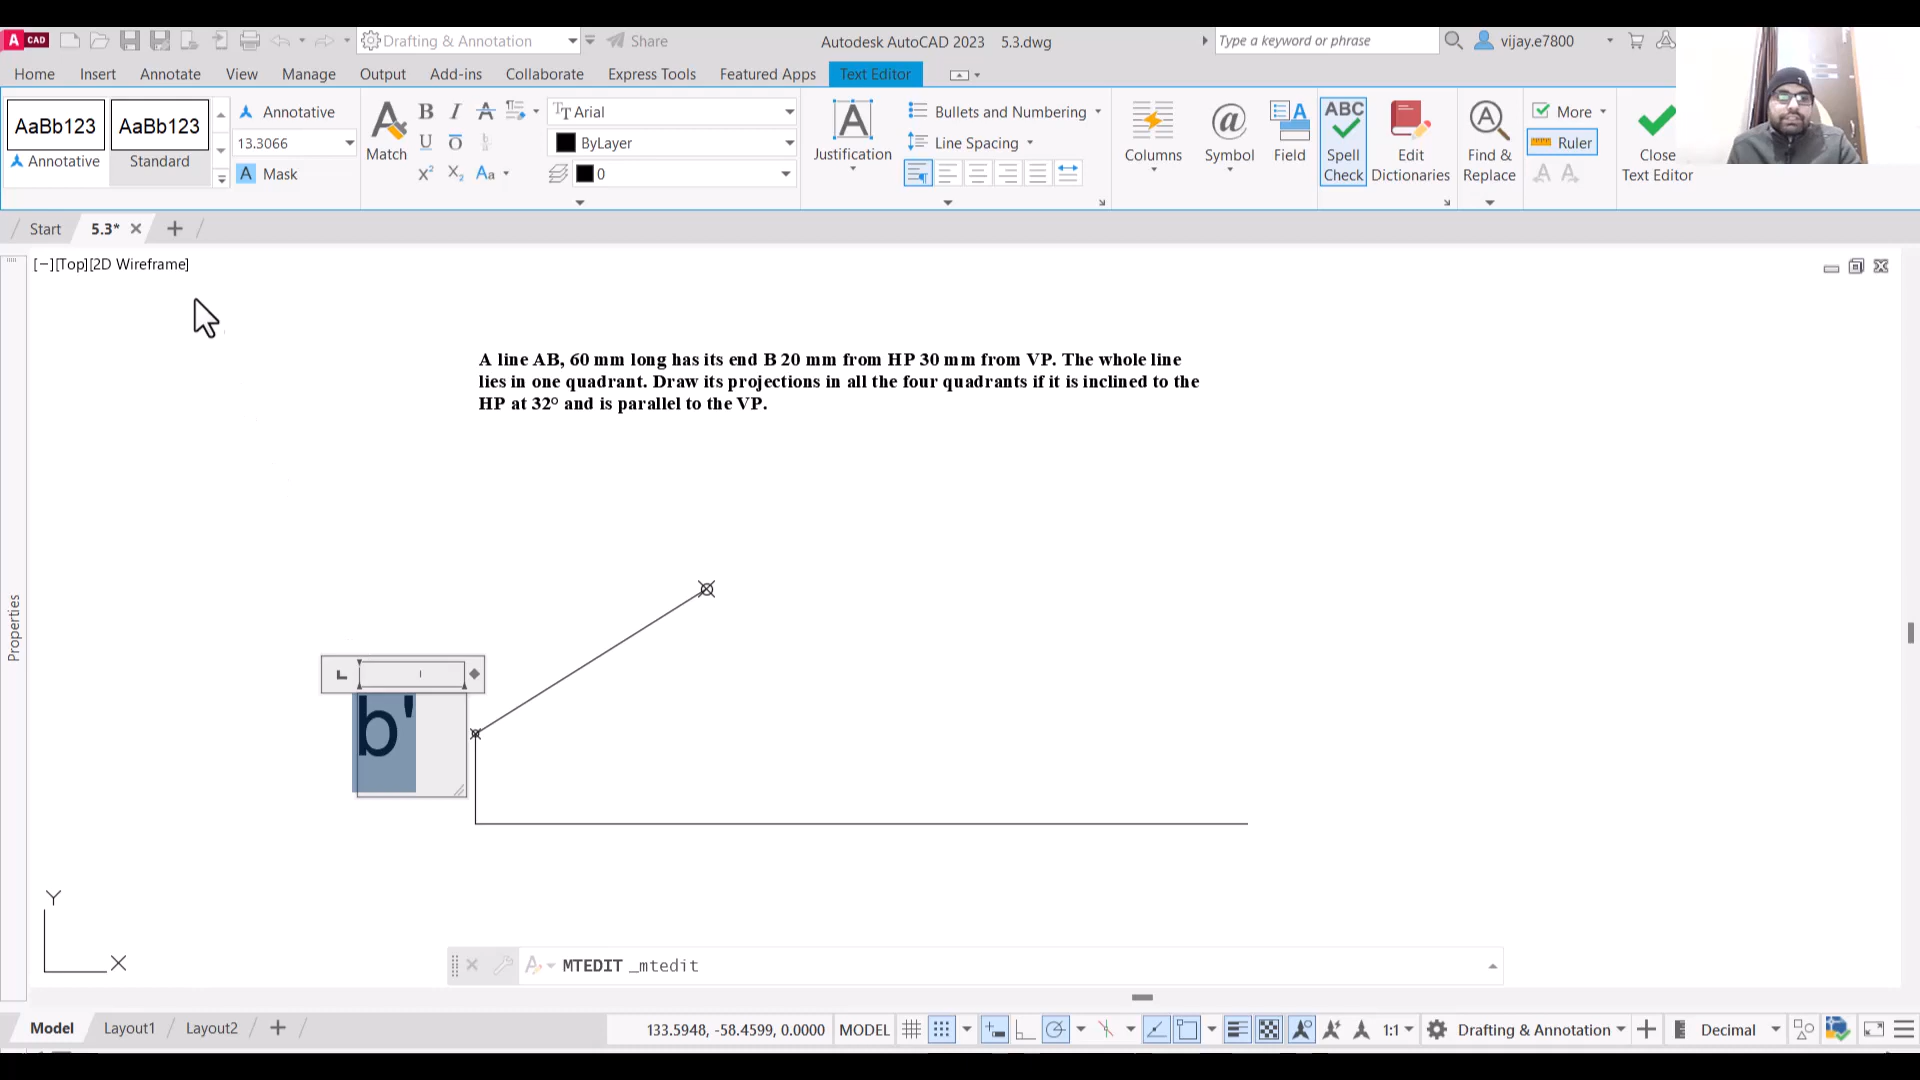 A CAD
Drafting & Annotation
Share
Autodesk AutoCAD 2023 5.3.dwg
Type a keyword or phrase
vijay.e7800
Home Insert Annotate View Manage Output Add-ins Collaborate Express Tools Featured Apps Text Editor
AaBb123 AaBb123
Annotative Standard
Annotative
13.3066
Mask
Match
Arial
ByLayer
0
Justification
Bullets and Numbering
Line Spacing
Columns
Symbol
Field
Spell Check
Edit Dictionaries
Find & Replace
More
Ruler
Close Text Editor
Start 5.3*
[−][Top][2D Wireframe]
A line AB, 60 mm long has its end B 20 mm from HP 30 mm from VP. The whole line
lies in one quadrant. Draw its projections in all the four quadrants if it is inclined to the
HP at 32° and is parallel to the VP.
Properties
b'
Y
X
MTEDIT _mtedit
Model Layout1 Layout2
133.5948, -58.4599, 0.0000 MODEL 1:1 Drafting & Annotation Decimal